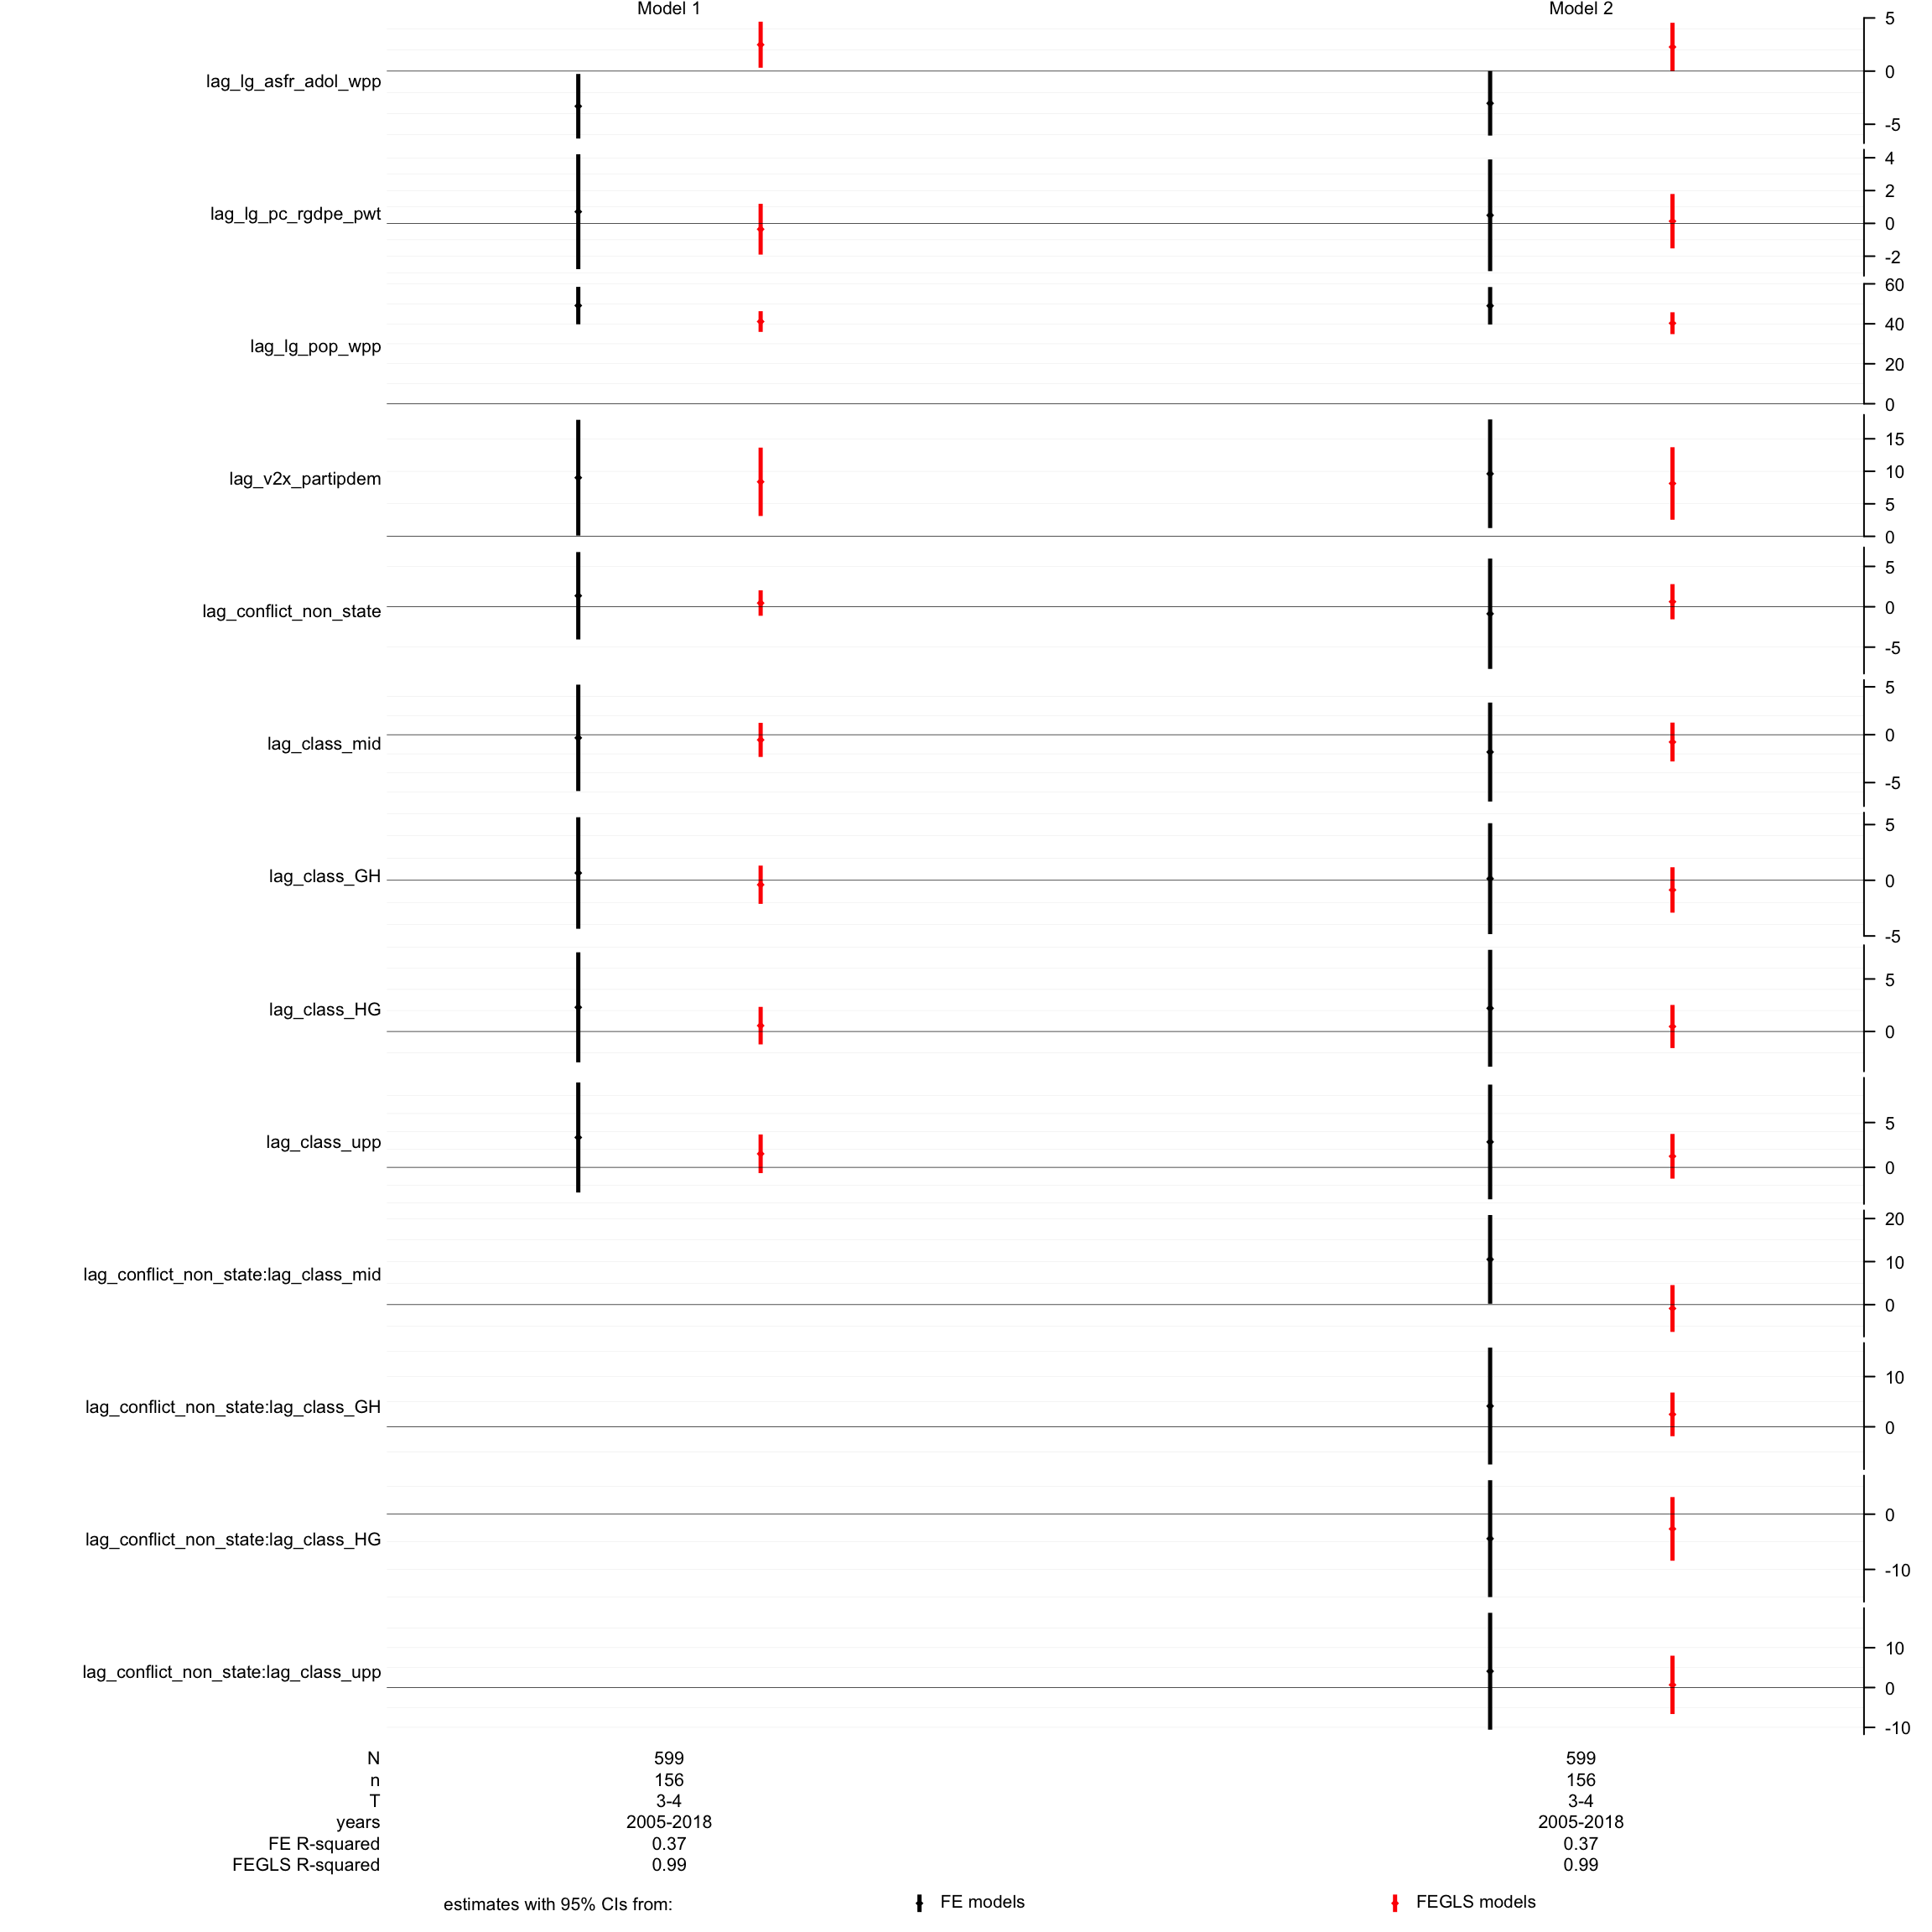 Model 1 Model 2
lag_lg_asfr_adol_wpp
5
0
-5
lag_lg_pc_rgdpe_pwt
4
2
0
-2
lag_lg_pop_wpp
60
40
20
0
lag_v2x_partipdem
15
10
5
0
lag_conflict_non_state
5
0
-5
lag_class_mid
5
0
-5
lag_class_GH
5
0
-5
lag_class_HG
5
0
lag_class_upp
5
0
lag_conflict_non_state:lag_class_mid
20
10
0
lag_conflict_non_state:lag_class_GH
10
0
lag_conflict_non_state:lag_class_HG
0
-10
lag_conflict_non_state:lag_class_upp
10
0
-10
N 599 599
n 156 156
T 3-4 3-4
years 2005-2018 2005-2018
FE R-squared 0.37 0.37
FEGLS R-squared 0.99 0.99
estimates with 95% CIs from: FE models FEGLS models